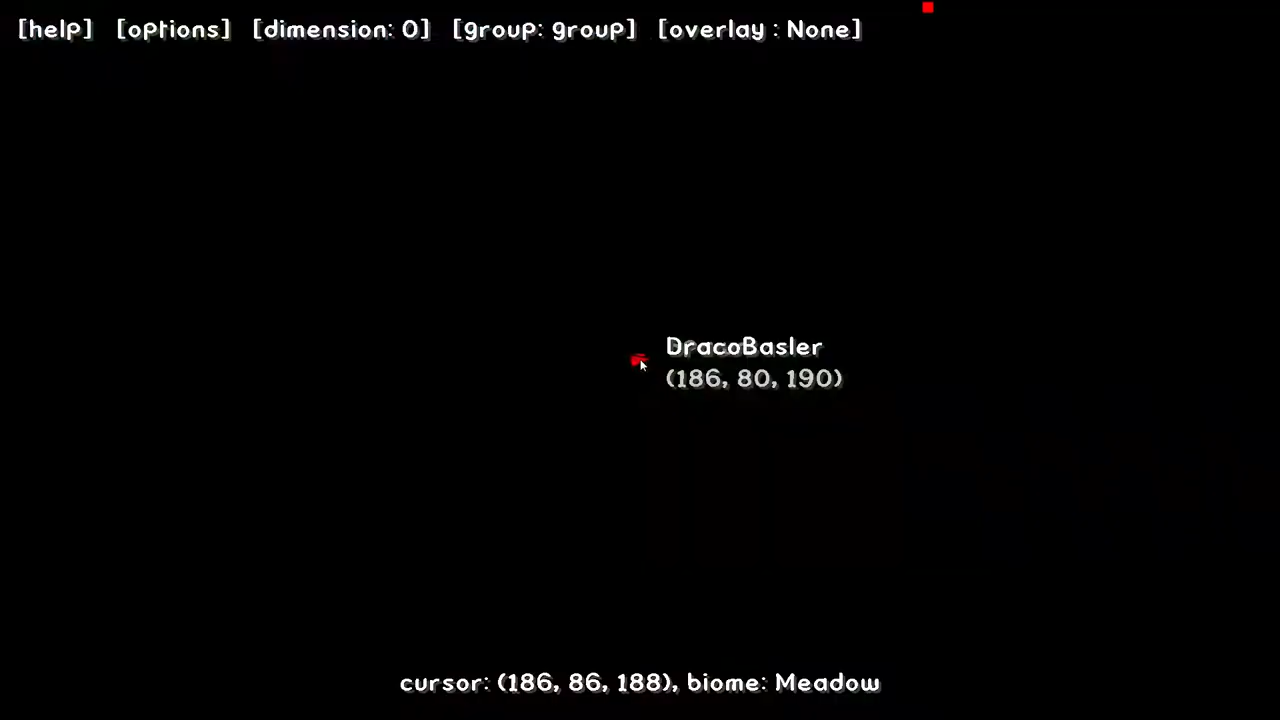 [help] [options] [dimension: 0] [group: group] [overlay : None]
DracoBasler
(186, 80, 190)
cursor: (186, 86, 188), biome: Meadow